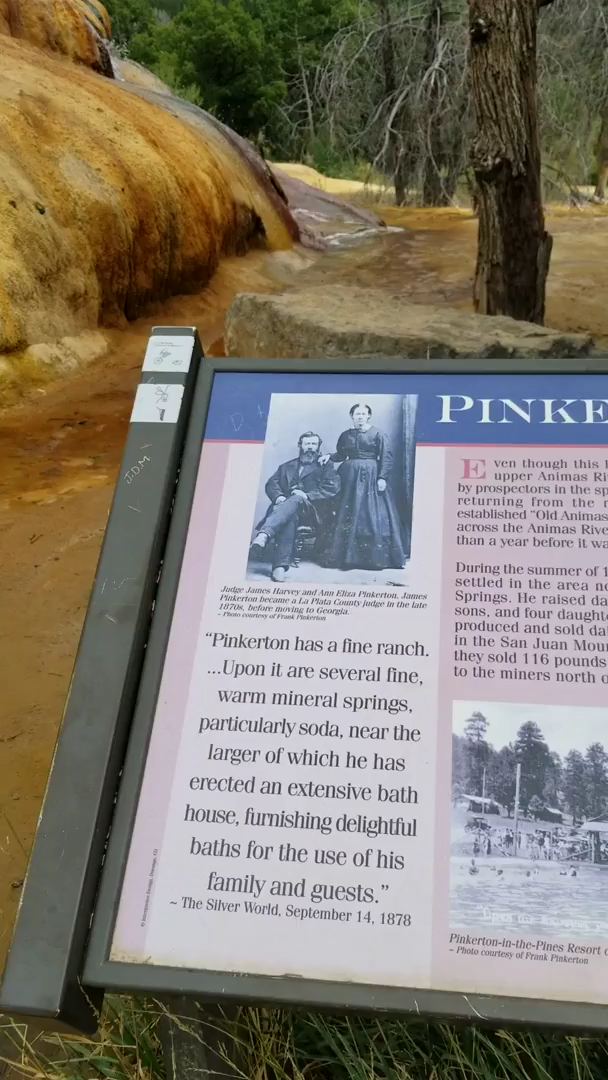 PINKE
Judge James Harvey and Ann Eliza Pinkerton. James
Pinkerton became a La Plata County judge in the late
1870s, before moving to Georgia.
~ Photo courtesy of Frank Pinkerton
“Pinkerton has a fine ranch.
...Upon it are several fine,
warm mineral springs,
particularly soda, near the
larger of which he has
erected an extensive bath
house, furnishing delightful
baths for the use of his
family and guests.”
~ The Silver World, September 14, 1878
Even though this
upper Animas Ri
by prospectors in the sp
returning from the
established “Old Animas
across the Animas Rive
than a year before it wa
During the summer of 1
settled in the area ne
Springs. He raised da
sons, and four daught
produced and sold da
in the San Juan Mou
they sold 116 pounds
to the miners north o
Pinkerton-in-the-Pines Resort
~ Photo courtesy of Frank Pinkerton
J.D.M